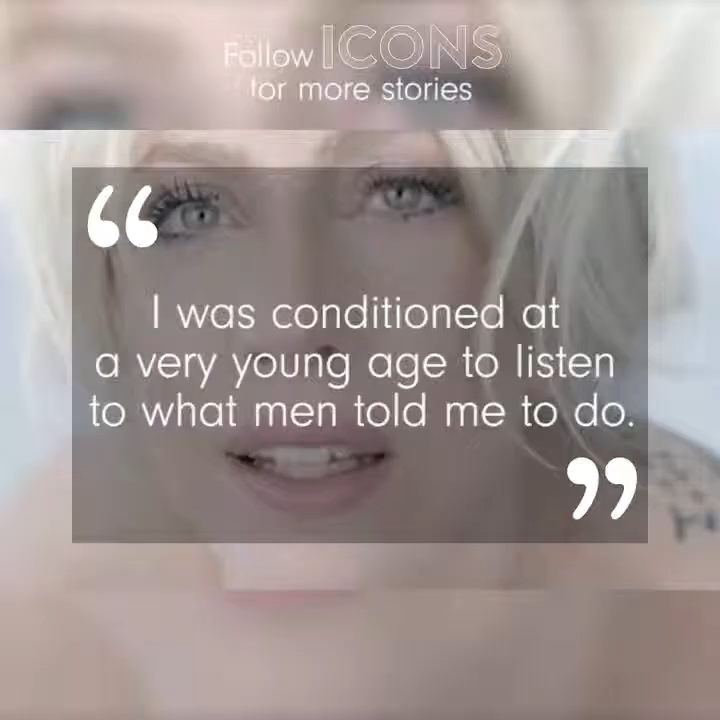 Follow ICONS
for more stories
“
I was conditioned at
a very young age to listen
to what men told me to do.
”